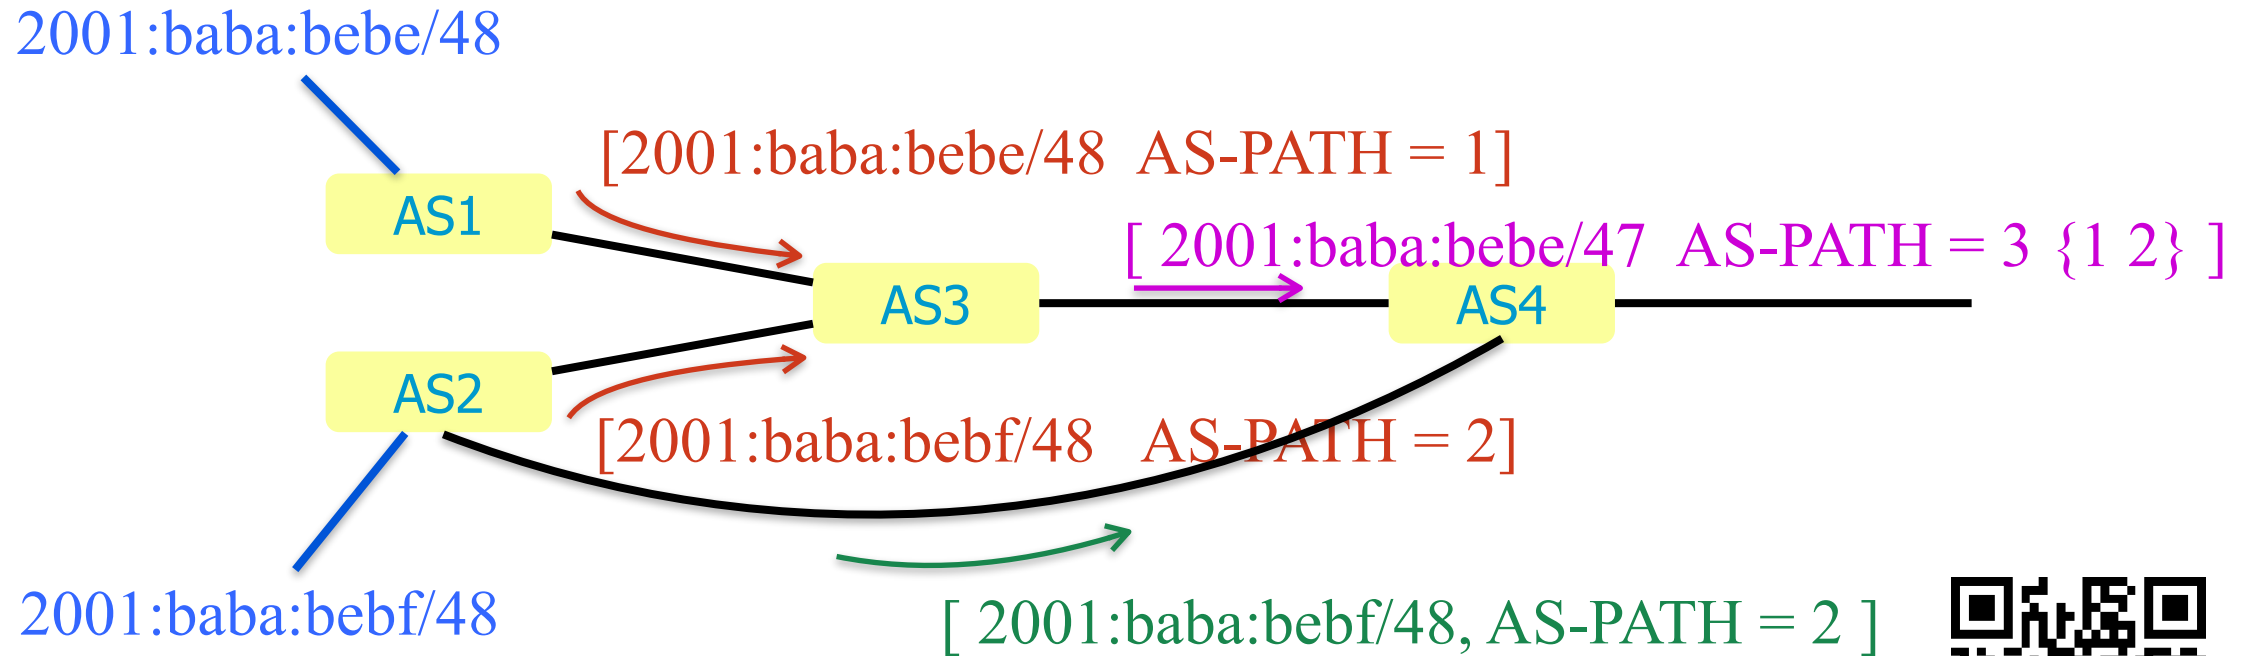 2001:baba:bebe/48
[2001:baba:bebe/48 AS-PATH = 1]
AS1
[ 2001:baba:bebe/47 AS-PATH = 3 {1 2} ]
AS3
AS4
AS2
[2001:baba:bebf/48 AS-PATH = 2]
2001:baba:bebf/48
[ 2001:baba:bebf/48, AS-PATH = 2 ]